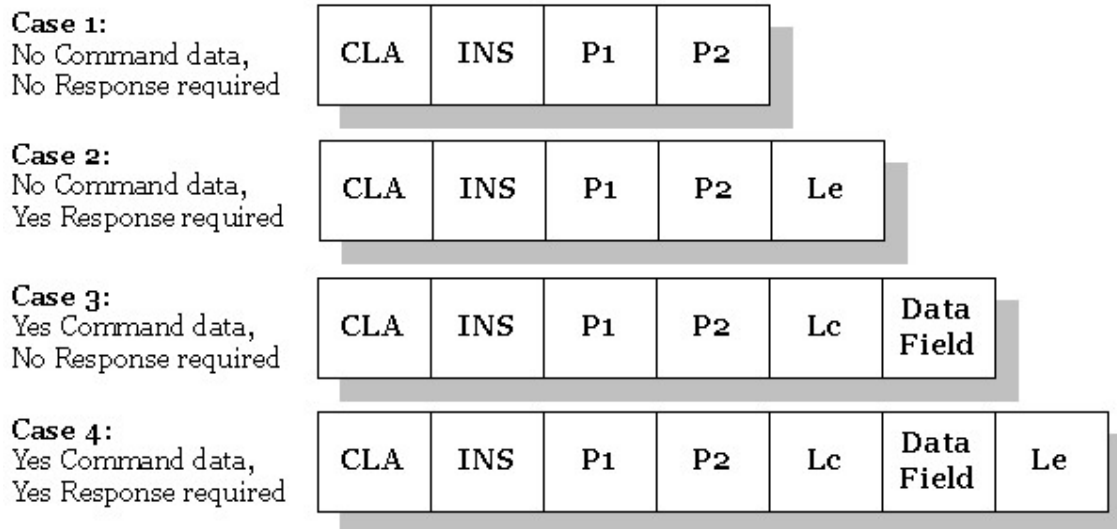 Case 1:
No Command data,
No Response required
CLA INS P1 P2
Case 2:
No Command data,
Yes Response required
CLA INS P1 P2 Le
Case 3:
Yes Command data,
No Response required
CLA INS P1 P2 Lc Data
Field
Case 4:
Yes Command data,
Yes Response required
CLA INS P1 P2 Lc Data
Field Le